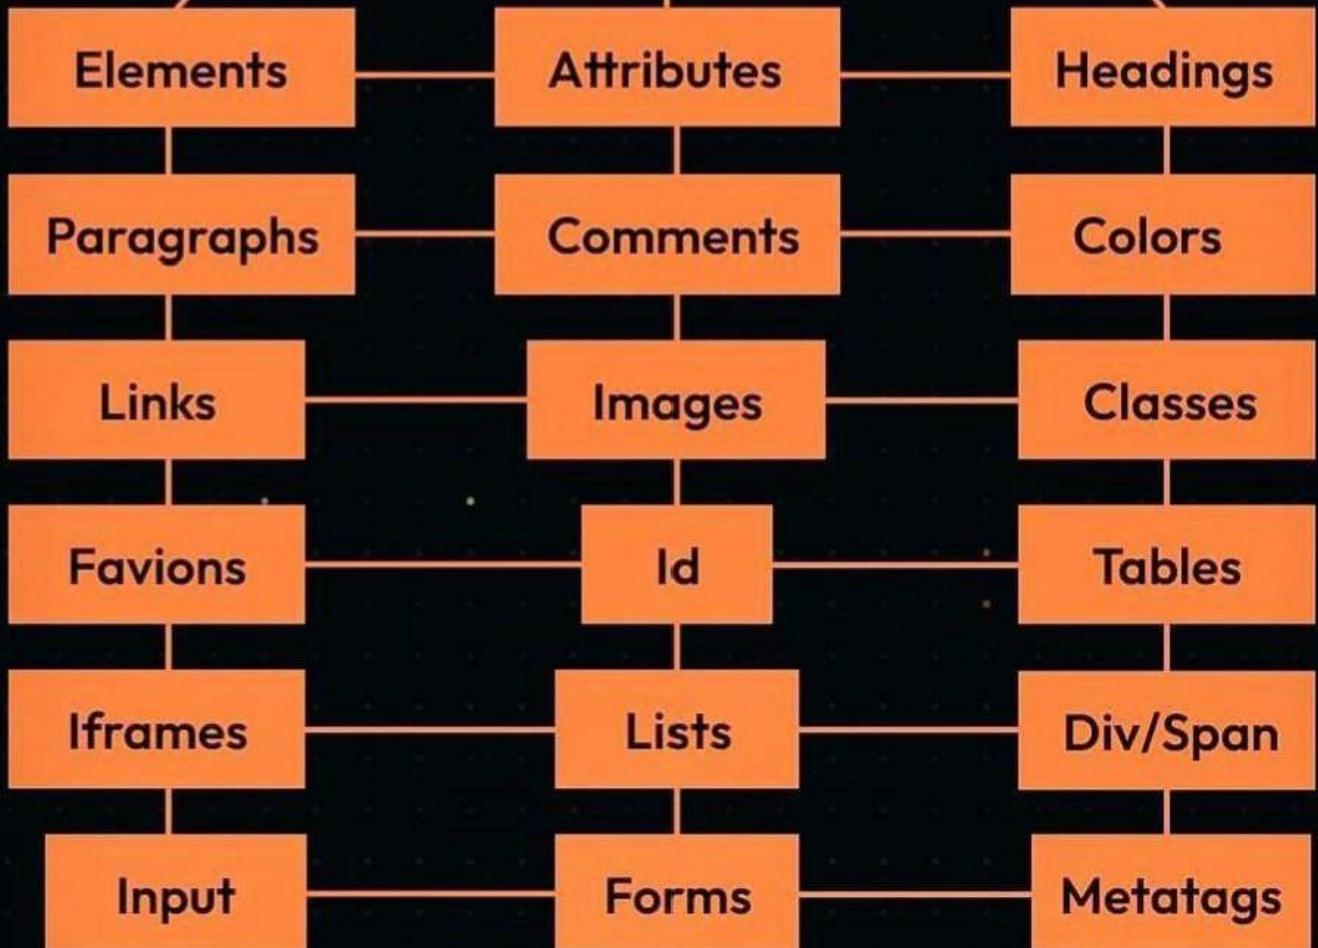 Elements
Attributes
Headings
Paragraphs
Comments
Colors
Links
Images
Classes
Favions
Id
Tables
Iframes
Lists
Div/Span
Input
Forms
Metatags